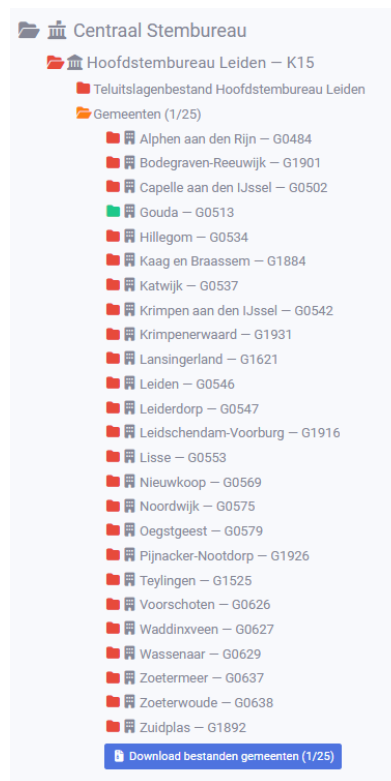 Centraal Stembureau
Hoofdstembureau Leiden – K15
Teluitslagenbestand Hoofdstembureau Leiden
Gemeenten (1/25)
Alphen aan den Rijn – G0484
Bodegraven-Reeuwijk – G1901
Capelle aan den IJssel – G0502
Gouda – G0513
Hillegom – G0534
Kaag en Braassem – G1884
Katwijk – G0537
Krimpen aan den IJssel – G0542
Krimpenerwaard – G1931
Lansingerland – G1621
Leiden – G0546
Leiderdorp – G0547
Leidschendam-Voorburg – G1916
Lisse – G0553
Nieuwkoop – G0569
Noordwijk – G0575
Oegstgeest – G0579
Pijnacker-Nootdorp – G1926
Teylingen – G1525
Voorschoten – G0626
Waddinxveen – G0627
Wassenaar – G0629
Zoetermeer – G0637
Zoeterwoude – G0638
Zuidplas – G1892
Download bestanden gemeenten (1/25)